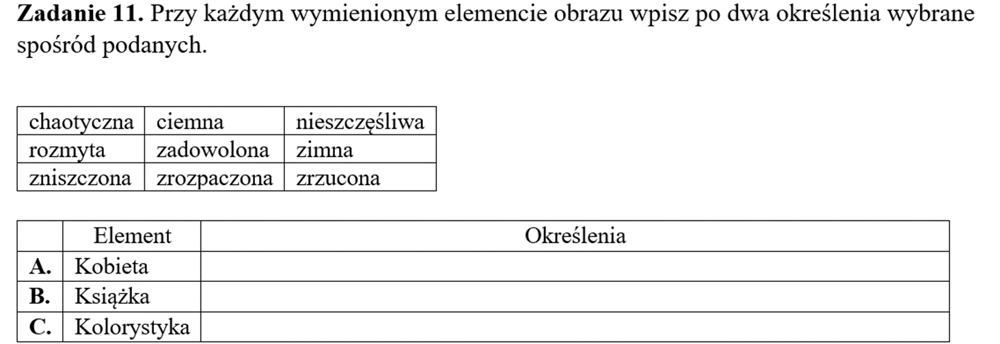 Zadanie 11. Przy każdym wymienionym elemencie obrazu wpisz po dwa określenia wybrane
spośród podanych.
chaotyczna ciemna nieszczęśliwa
rozmyta zadowolona zimna
zniszczona zrozpaczona zrzucona
Element Określenia
A. Kobieta
B. Książka
C. Kolorystyka